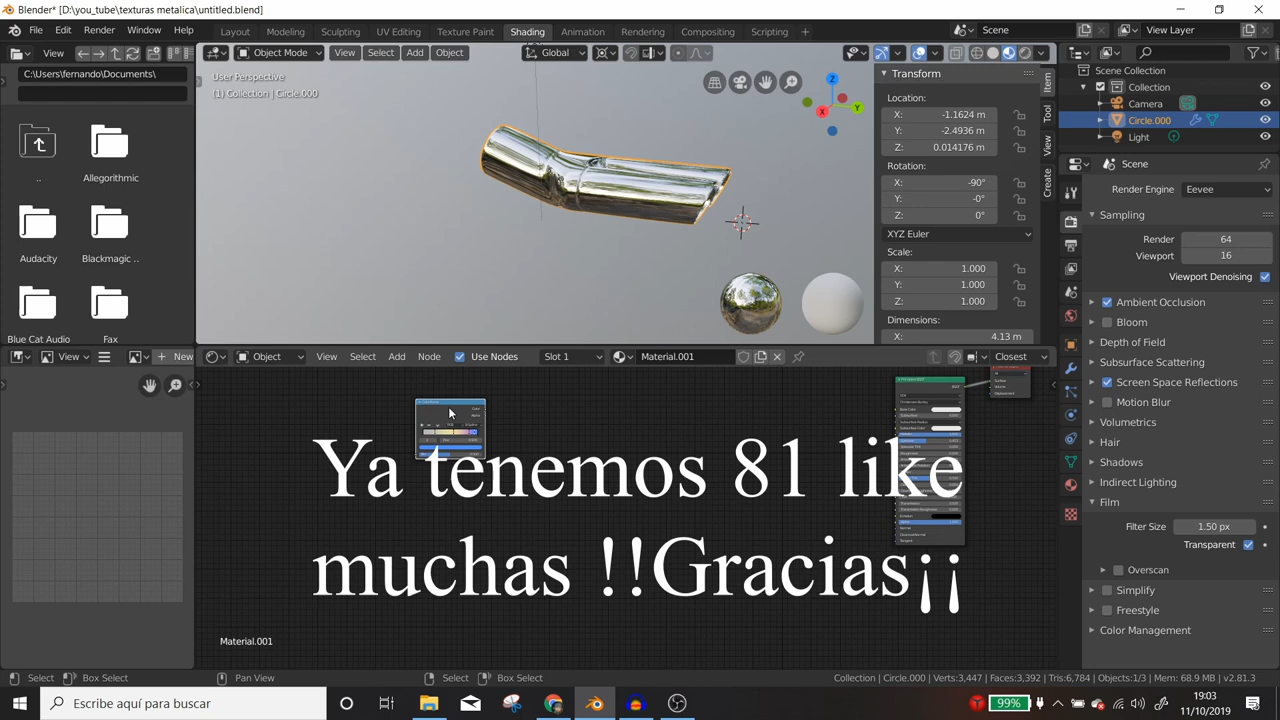 Blender* [D:\you_tube\texturas metalica\untitled.blend]
File Edit Render Window Help Layout Modeling Sculpting UV Editing Texture Paint Shading Animation Rendering Compositing Scripting + Scene View Layer
View Object Mode View Select Add Object Global
C:\Users\fernando\Documents\
User Perspective
(1) Collection | Circle.000
..
Allegorithmic
Audacity
Blackmagic ..
Blue Cat Audio
Fax
Z
Y
X
Transform
Location:
X: -1.1624 m
Y: -2.4936 m
Z: 0.014176 m
Rotation:
X: -90°
Y: -0°
Z: 0°
XYZ Euler
Scale:
X: 1.000
Y: 1.000
Z: 1.000
Dimensions:
X: 4.13 m
Item
Tool
View
Create
Scene Collection
Collection
Camera
Circle.000
Light
Scene
Render Engine Eevee
Sampling
Render 64
Viewport 16
Viewport Denoising
Ambient Occlusion
Bloom
Depth of Field
Subsurface Scattering
Screen Space Reflections
Motion Blur
Volumetrics
Hair
Shadows
Indirect Lighting
Film
Filter Size 1.50 px
Transparent
Overscan
Simplify
Freestyle
Color Management
View + New
Object View Select Add Node Use Nodes Slot 1 Material.001 Closest
Ya tenemos 81 like
muchas !!Gracias¡¡
Material.001
Select Box Select Pan View Select Box Select Collection | Circle.000 | Verts:3,447 | Faces:3,392 | Tris:6,784 | Objects:1/3 | Mem: 68.9 MB | v2.81.3
Escribe aquí para buscar
99%
19:03
11/10/2019